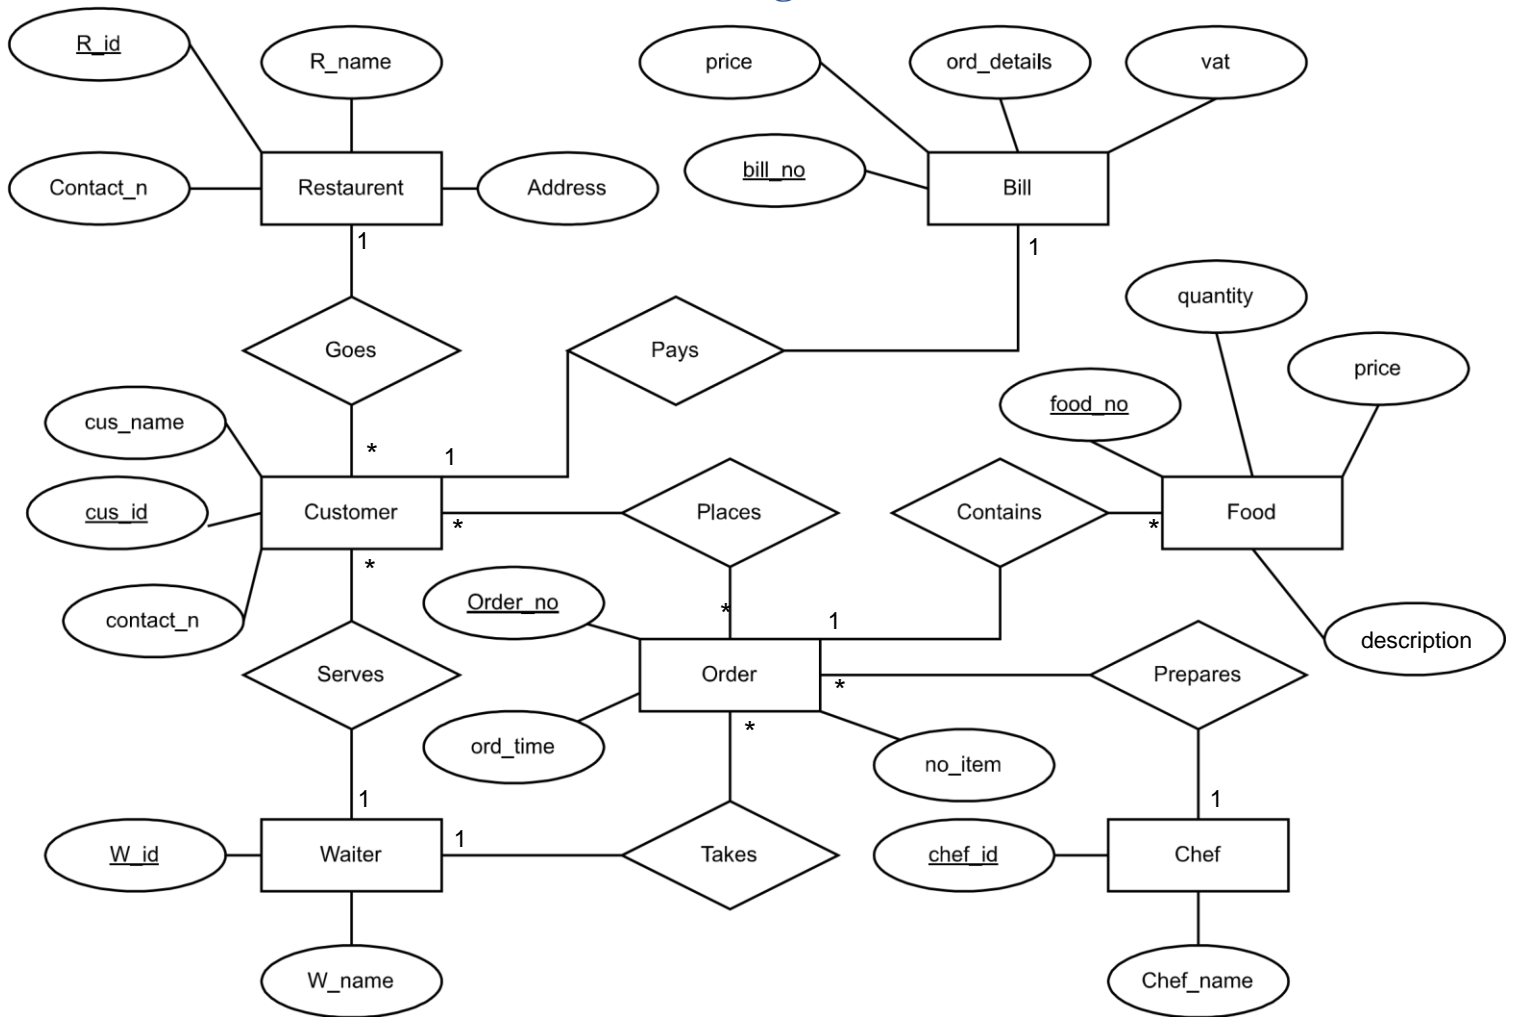 R_id
R_name
price
ord_details
vat
Contact_n
Restaurent
Address
bill_no
Bill
1
1
quantity
Goes
Pays
price
food_no
cus_name
*
1
cus_id
Customer
*
Places
Contains
*
Food
*
contact_n
Order_no
*
1
description
Serves
Order
*
Prepares
*
ord_time
no_item
1
1
W_id
Waiter
1
Takes
chef_id
Chef
W_name
Chef_name